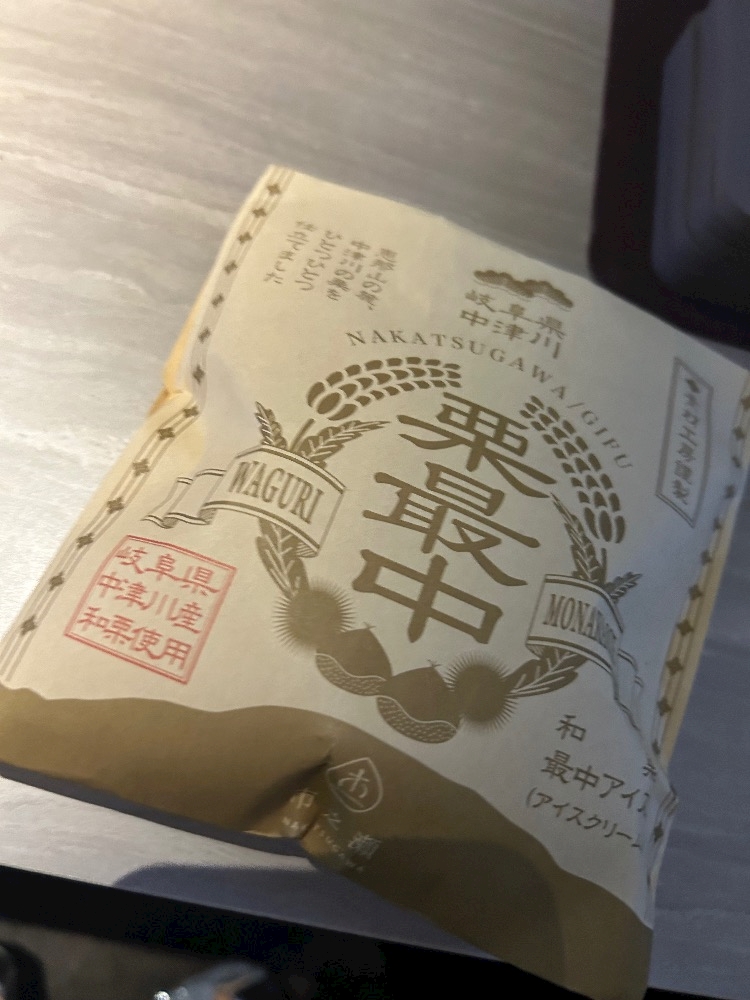 恵那山の麓、
中津川の栗を
ひとつひとつ
仕立てました
岐阜県
中津川
NAKATSUGAWA/GIFU
栗最中
WAGURI
岐阜県
中津川産
和栗使用
和
最中アイ
(アイスクリー